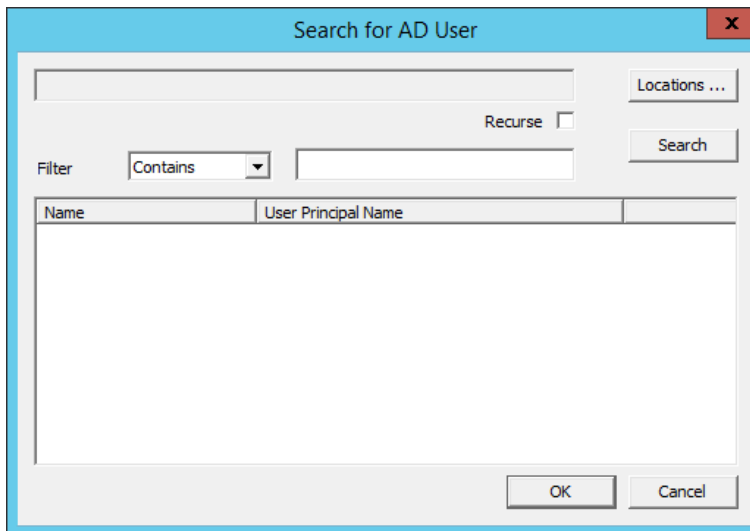 Search for AD User
x
Locations ...
Recurse
Search
Filter
Contains
Name
User Principal Name
OK
Cancel